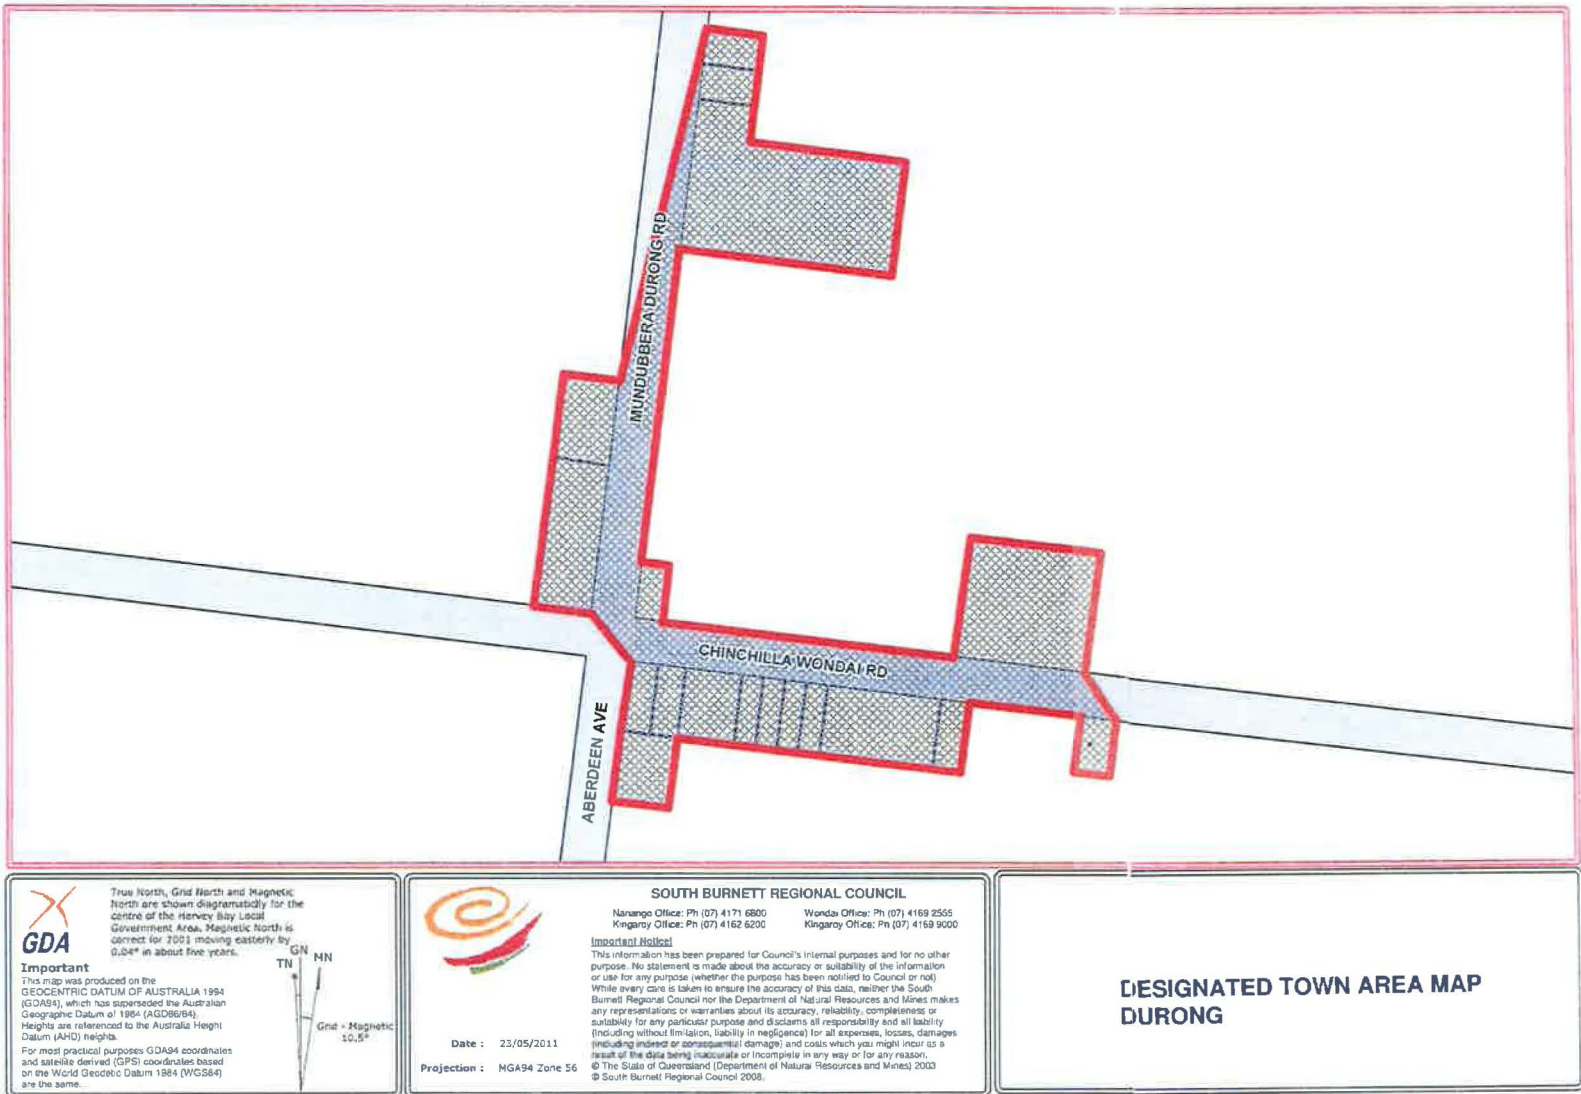 MUNDUBBERA DURONG RD
CHINCHILLA WONDAI RD
ABERDEEN AVE
GDA
True North, Grid North and Magnetic
North are shown diagramatically for the
centre of the Hervey Bay Local
Government Area. Magnetic North is
correct for 2001 moving easterly by
0.04° in about five years.
GN
TN
MN
Grid - Magnetic
10.5°
Important
This map was produced on the
GEOCENTRIC DATUM OF AUSTRALIA 1994
(GDA94), which has superseded the Australian
Geographic Datum of 1984 (AGD66/84).
Heights are referenced to the Australia Height
Datum (AHD) heights.
For most practical purposes GDA94 coordinates
and satellite derived (GPS) coordinates based
on the World Geodetic Datum 1984 (WGS84)
are the same.
Date : 23/05/2011
Projection : MGA94 Zone 56
SOUTH BURNETT REGIONAL COUNCIL
Nanango Office: Ph (07) 4171 6800 Wondai Office: Ph (07) 4169 2555
Kingaroy Office: Ph (07) 4162 6200 Kingaroy Office: Ph (07) 4169 9000
Important Notice!
This information has been prepared for Council's internal purposes and for no other
purpose. No statement is made about the accuracy or suitability of the information
or use for any purpose (whether the purpose has been notified to Council or not)
While every care is taken to ensure the accuracy of this data, neither the South
Burnett Regional Council nor the Department of Natural Resources and Mines makes
any representations or warranties about its accuracy, reliability, completeness or
suitability for any particular purpose and disclaims all responsibility and all liability
(including without limitation, liability in negligence) for all expenses, losses, damages
(including indirect or consequential damage) and costs which you might incur as a
result of the data being inaccurate or incomplete in any way or for any reason.
© The State of Queensland (Department of Natural Resources and Mines) 2003
© South Burnett Regional Council 2008.
DESIGNATED TOWN AREA MAP
DURONG